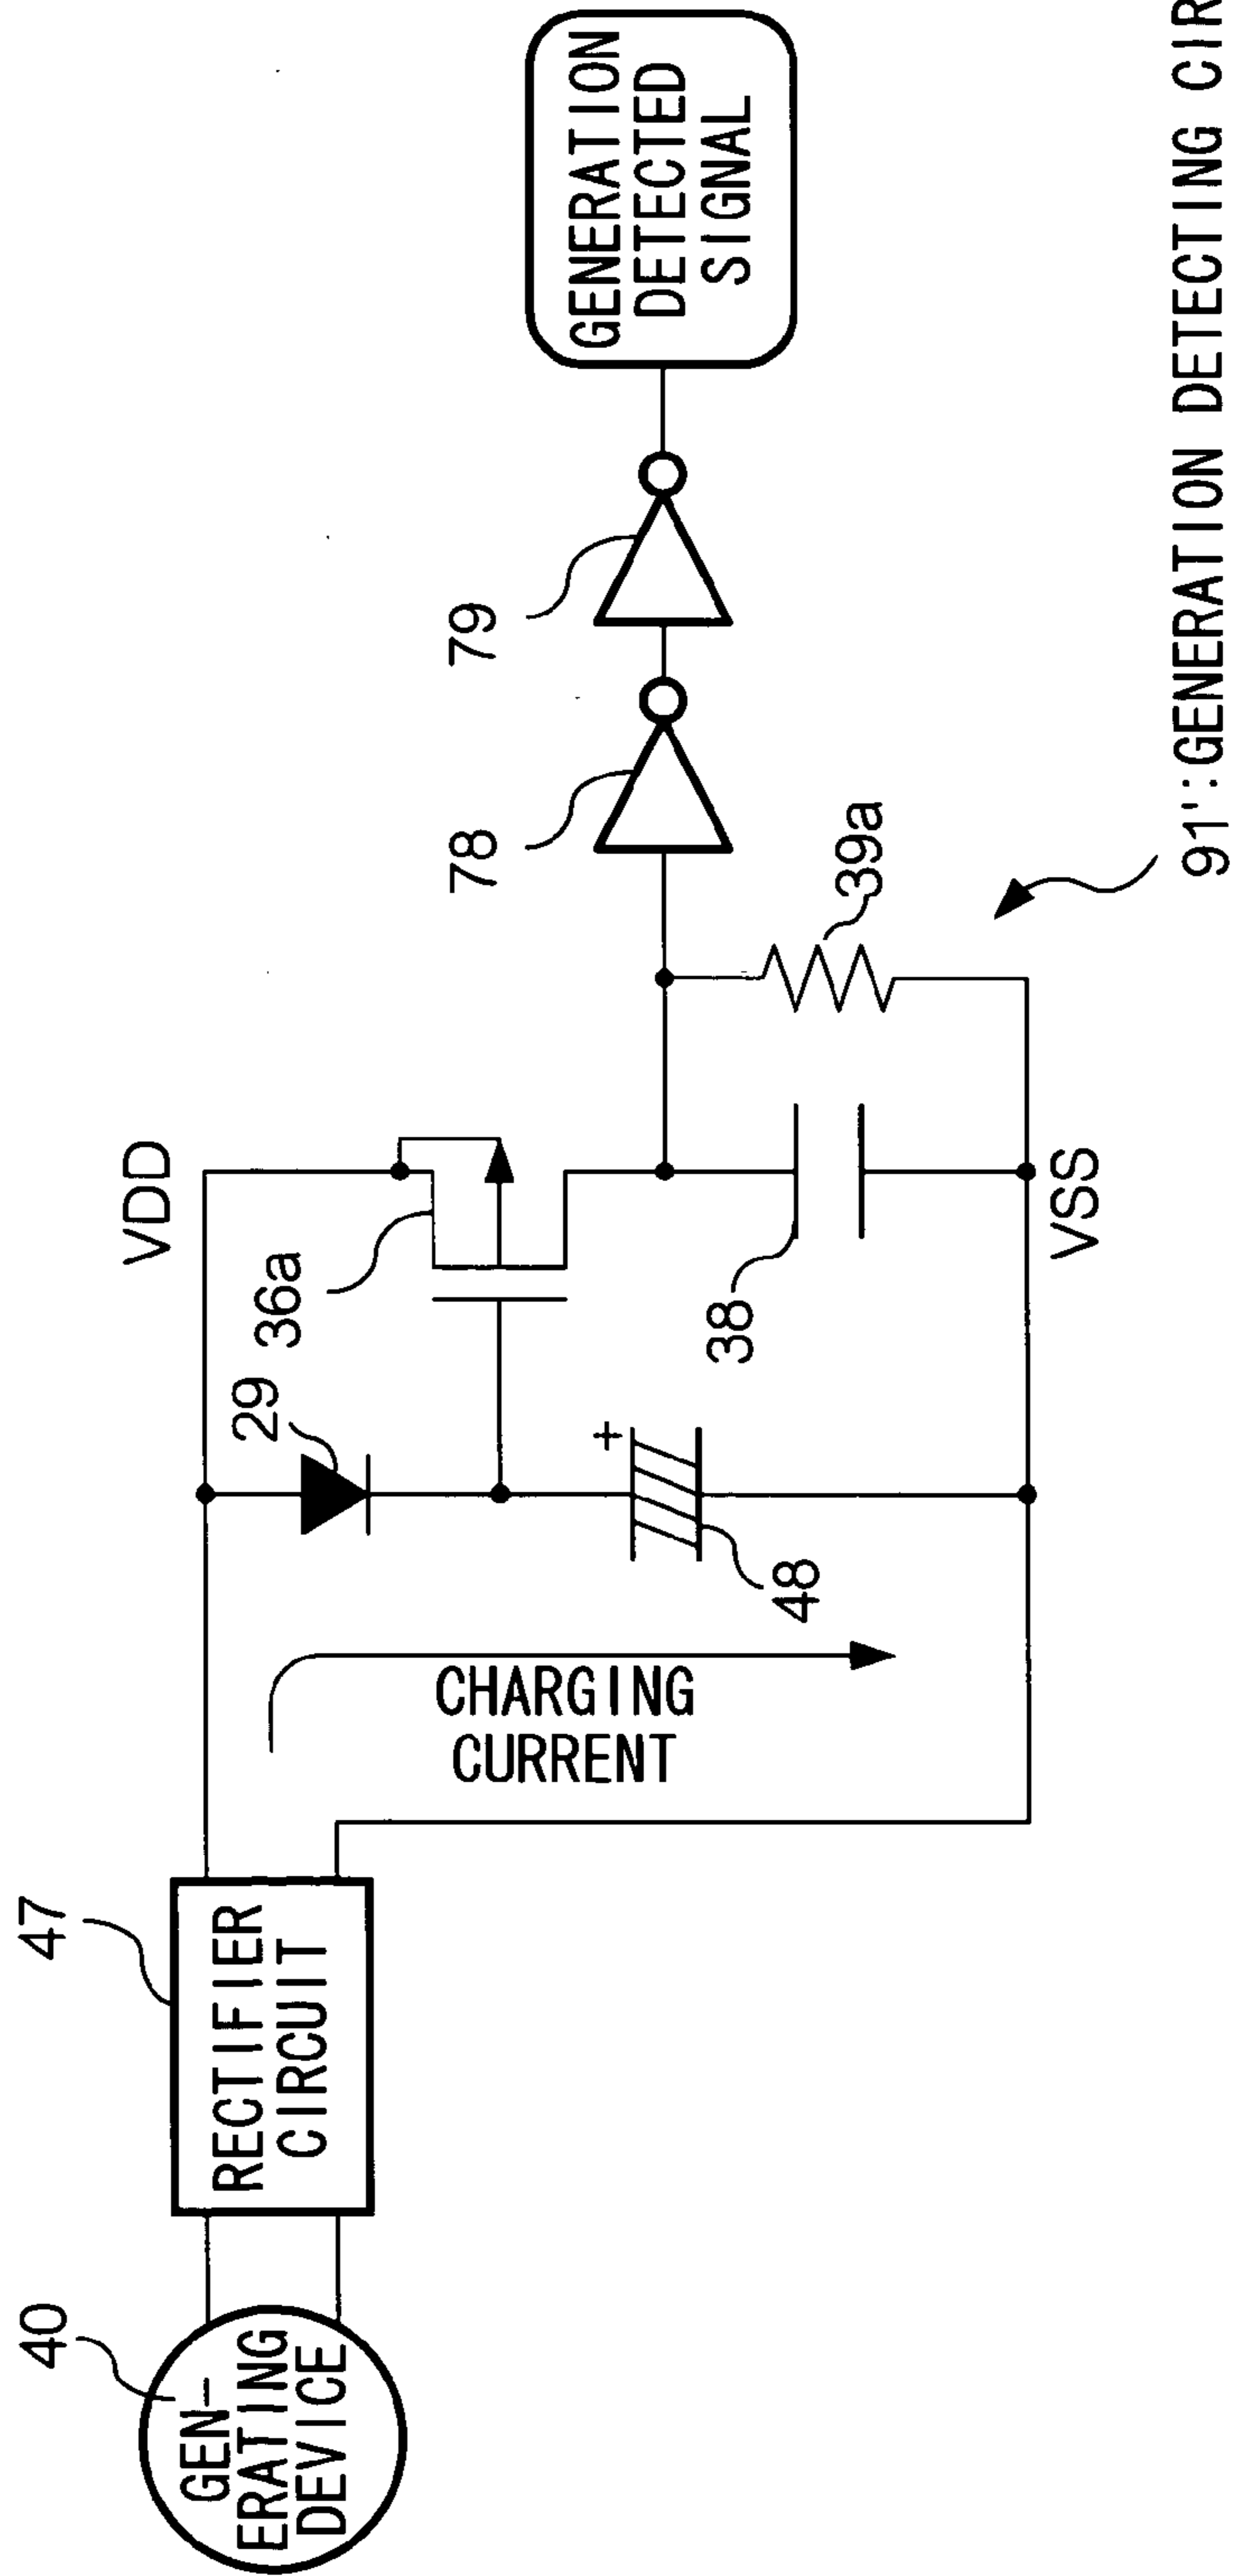 40
GEN-
ERATING
DEVICE
47
RECTIFIER
CIRCUIT
CHARGING
CURRENT
48
+
29
VDD
36a
38
VSS
39a
78
79
GENERATION
DETECTED
SIGNAL
91':GENERATION DETECTING CIR